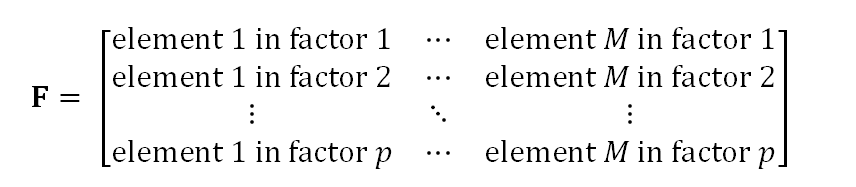 element 1 in factor 1 ⋯ element M in factor 1
element 1 in factor 2 ⋯ element M in factor 2
F = ⋮ ⋱ ⋮
element 1 in factor p ⋯ element M in factor p